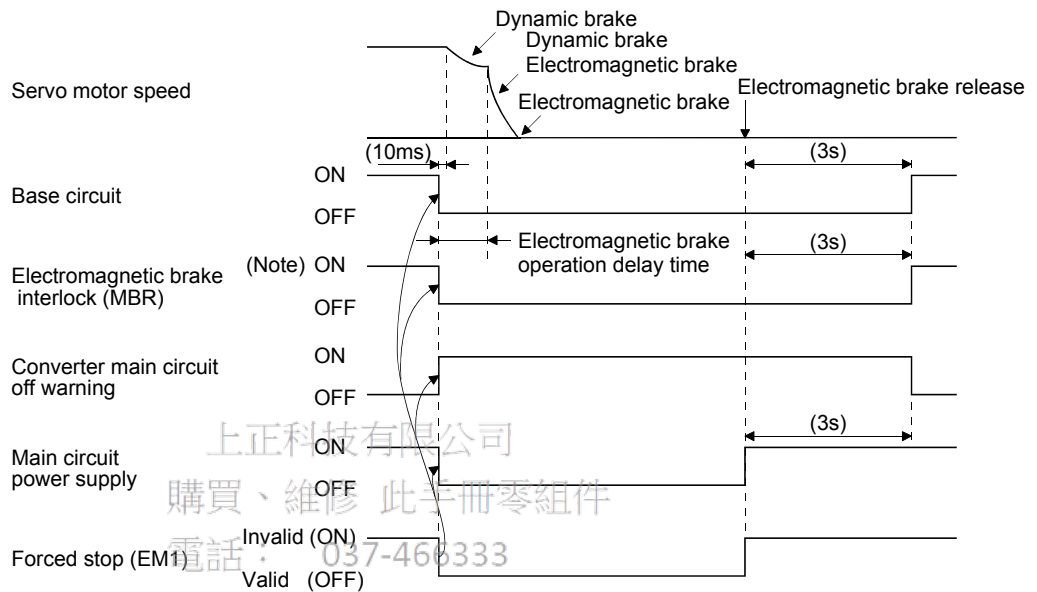 Dynamic brake
Dynamic brake
Electromagnetic brake
Servo motor speed
Electromagnetic brake release
Electromagnetic brake
(10ms)
(3s)
ON
Base circuit
OFF
Electromagnetic brake
operation delay time
(3s)
(Note) ON
Electromagnetic brake
interlock (MBR)
OFF
ON
Converter main circuit
off warning
OFF
(3s)
上正科技有限公司
ON
Main circuit
power supply
OFF
購買、維修 此手冊零組件
Invalid (ON)
電話： 037-466333
Forced stop (EM1)
Valid (OFF)